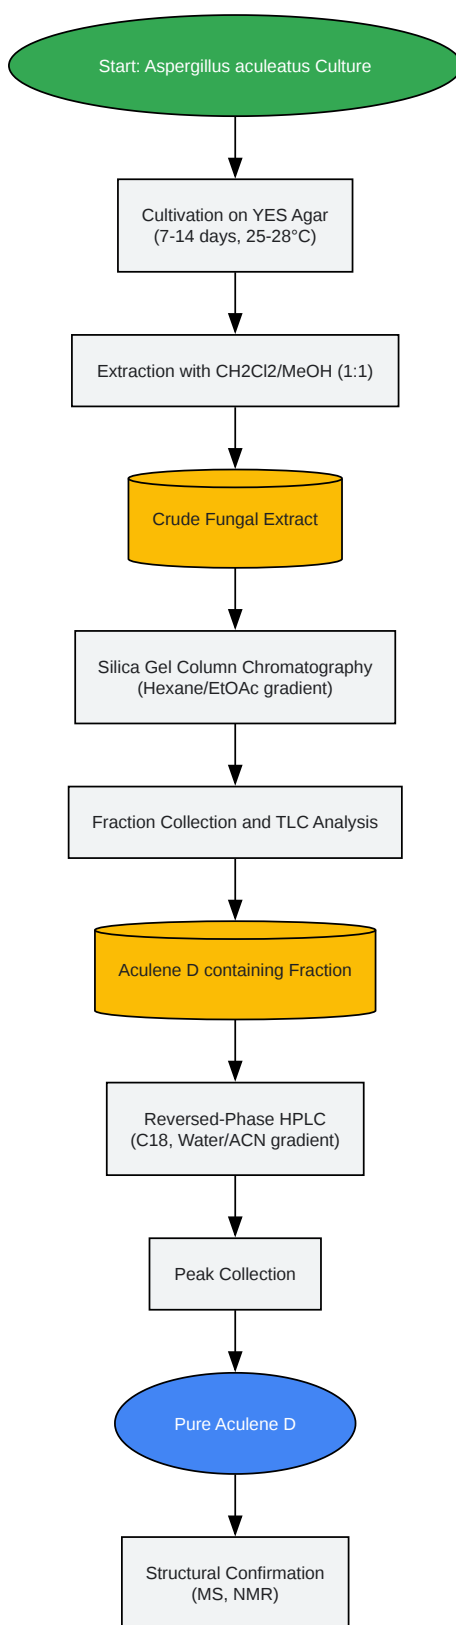 Start: Aspergillus aculeatus Culture
Cultivation on YES Agar
(7-14 days, 25-28°C)
Extraction with CH2Cl2/MeOH (1:1)
Crude Fungal Extract
Silica Gel Column Chromatography
(Hexane/EtOAc gradient)
Fraction Collection and TLC Analysis
Aculene D containing Fraction
Reversed-Phase HPLC
(C18, Water/ACN gradient)
Peak Collection
Pure Aculene D
Structural Confirmation
(MS, NMR)